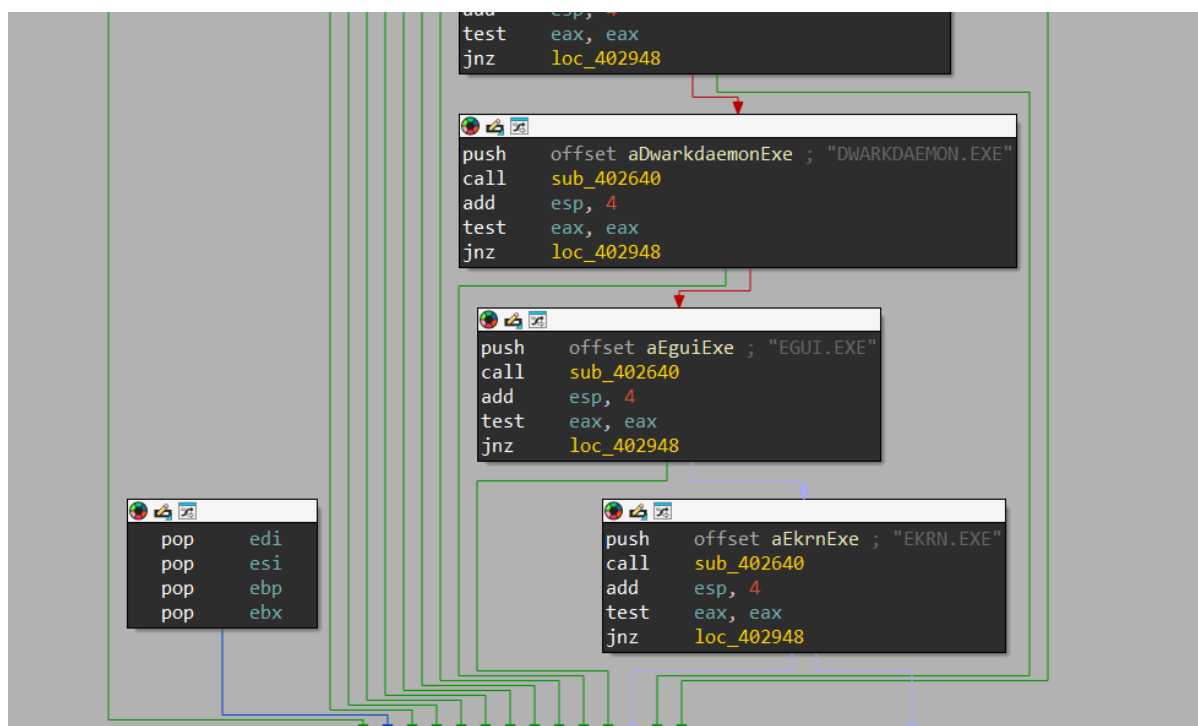 add esp, 4
test eax, eax
jnz loc_402948
push offset aDwarkdaemonExe ; "DWARKDAEMON.EXE"
call sub_402640
add esp, 4
test eax, eax
jnz loc_402948
push offset aEguiExe ; "EGUI.EXE"
call sub_402640
add esp, 4
test eax, eax
jnz loc_402948
pop edi
pop esi
pop ebp
pop ebx
push offset aEkrnExe ; "EKRN.EXE"
call sub_402640
add esp, 4
test eax, eax
jnz loc_402948